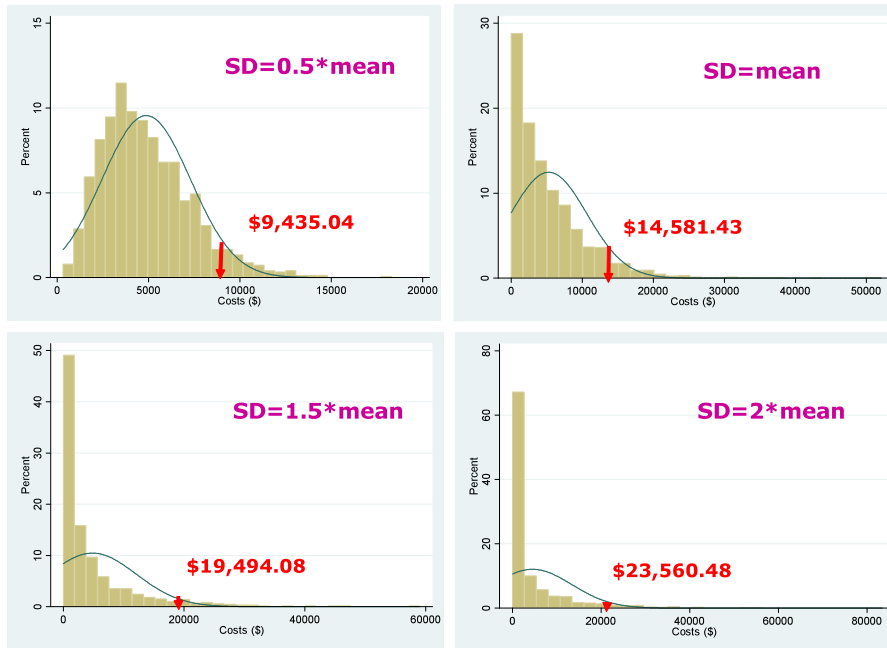 SD=0.5*mean
Percent
15
10
5
0
$9,435.04
0 5000 10000 15000 20000
Costs ($)
SD=mean
Percent
30
20
10
0
$14,581.43
0 10000 20000 30000 40000 50000
Costs ($)
SD=1.5*mean
Percent
50
40
30
20
10
0
$19,494.08
0 20000 40000 60000
Costs ($)
SD=2*mean
Percent
80
60
40
20
0
$23,560.48
0 20000 40000 60000 80000
Costs ($)